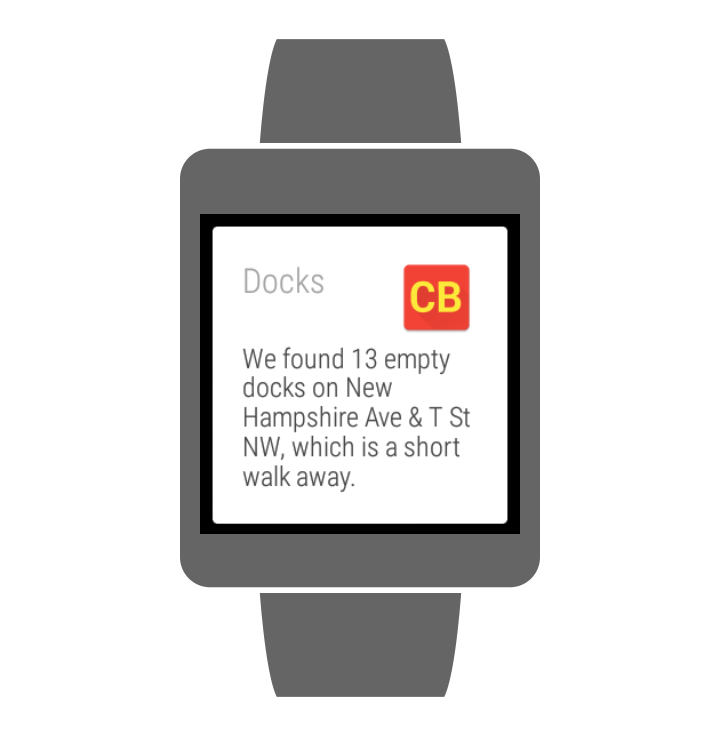 Docks
CB
We found 13 empty
docks on New
Hampshire Ave & T St
NW, which is a short
walk away.